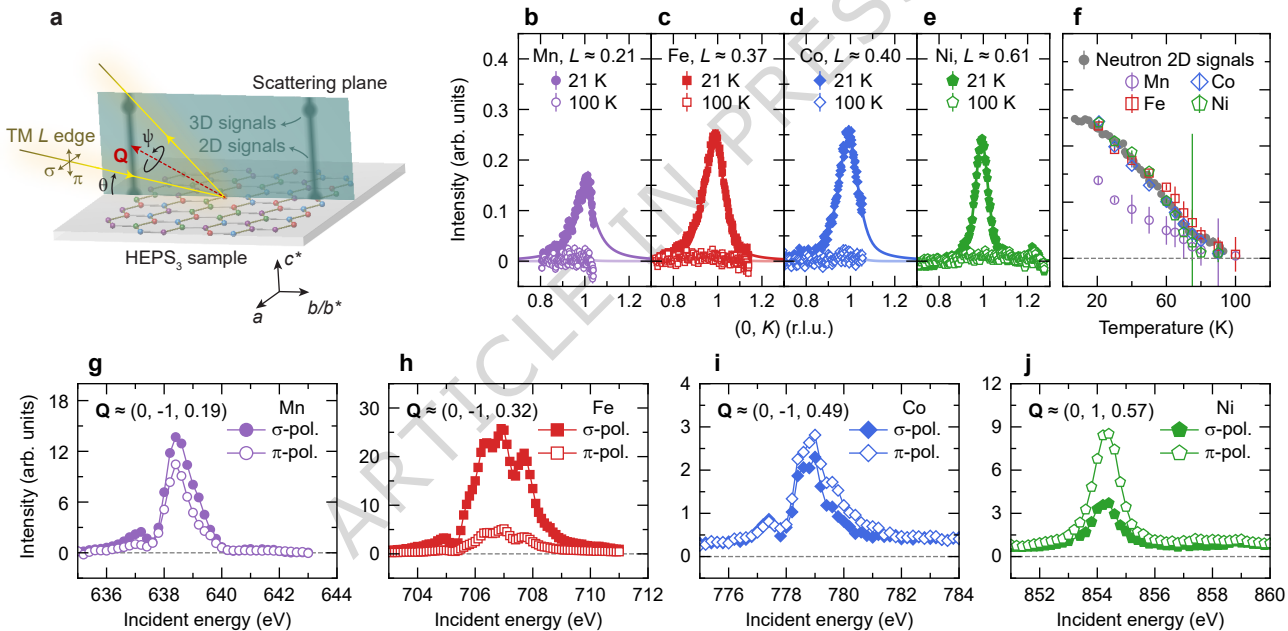 a
Scattering plane
TM L edge
3D signals
2D signals
Q
ψ
σ
π
θ
HEPS₃ sample
c*
b/b*
a
b
c
d
e
Mn, L ≈ 0.21
21 K
100 K
Fe, L ≈ 0.37
21 K
100 K
Co, L ≈ 0.40
21 K
100 K
Ni, L ≈ 0.61
21 K
100 K
Intensity (arb. units)
0.4
0.3
0.2
0.1
0
0.8 1 1.2
0.8 1 1.2
0.8 1 1.2
0.8 1 1.2
(0, K) (r.l.u.)
f
Neutron 2D signals
Mn
Co
Fe
Ni
20 60 100
Temperature (K)
g
Q ≈ (0, -1, 0.19)
Mn
σ-pol.
π-pol.
Intensity (arb. units)
18
12
6
0
636 638 640 642 644
Incident energy (eV)
h
Q ≈ (0, -1, 0.32)
Fe
σ-pol.
π-pol.
30
20
10
0
704 706 708 710 712
Incident energy (eV)
i
Q ≈ (0, -1, 0.49)
Co
σ-pol.
π-pol.
4
3
2
1
0
776 778 780 782 784
Incident energy (eV)
j
Q ≈ (0, 1, 0.57)
Ni
σ-pol.
π-pol.
12
9
6
3
0
852 854 856 858 860
Incident energy (eV)
ARTICLE IN PRESS